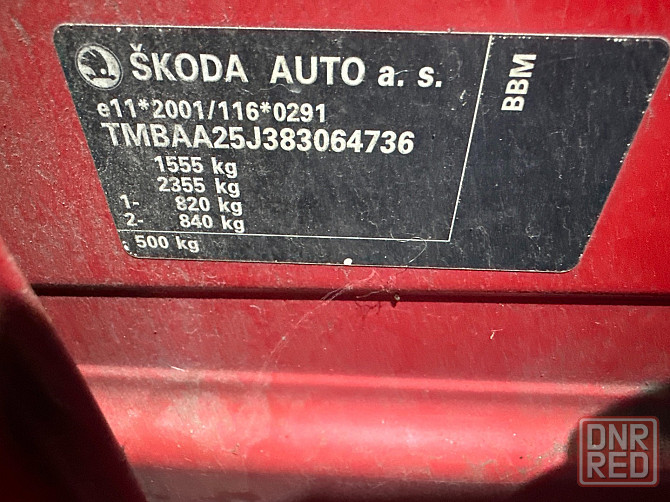 ŠKODA AUTO a. s.
e11*2001/116*0291
TMBAA25J383064736
1555 kg
2355 kg
1- 820 kg
2- 840 kg
500 kg
BBM
DNR
RED